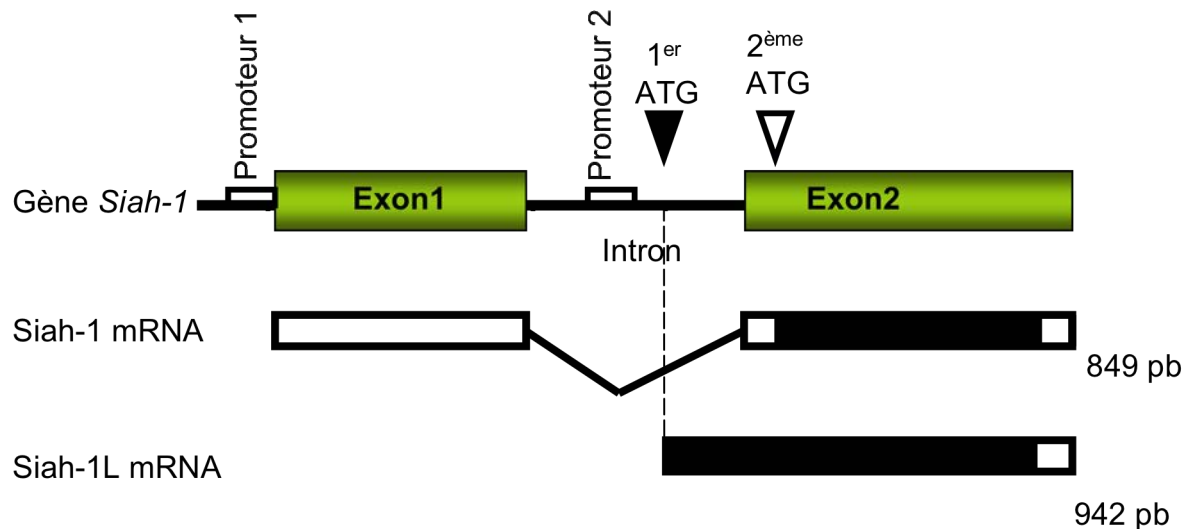 Promoteur 1
Promoteur 2
1er
ATG
2ème
ATG
Gène Siah-1
Exon1
Exon2
Intron
Siah-1 mRNA
849 pb
Siah-1L mRNA
942 pb